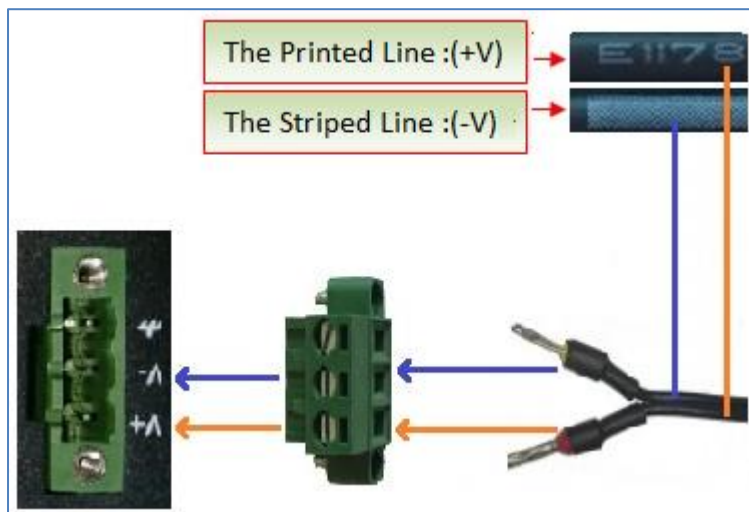 The Printed Line :(+V)
E1178
The Striped Line :(-V)
-V
+V